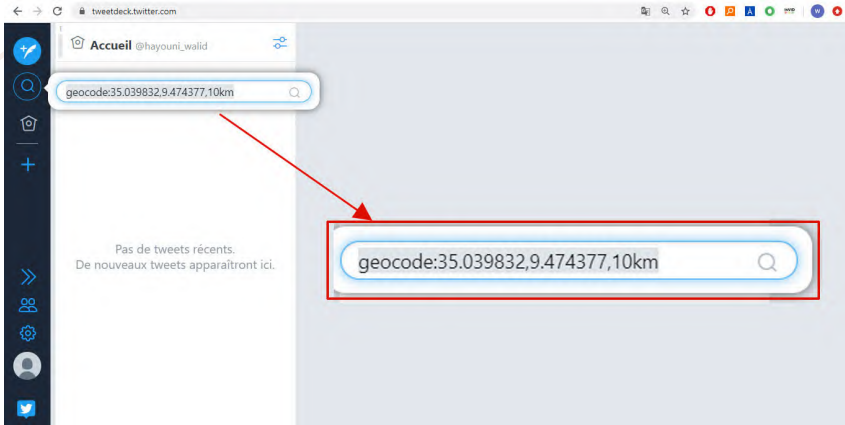 tweetdeck.twitter.com
Accueil @hayouni_walid
geocode:35.039832,9.474377,10km
geocode:35.039832,9.474377,10km
Pas de tweets récents.
De nouveaux tweets apparaîtront ici.